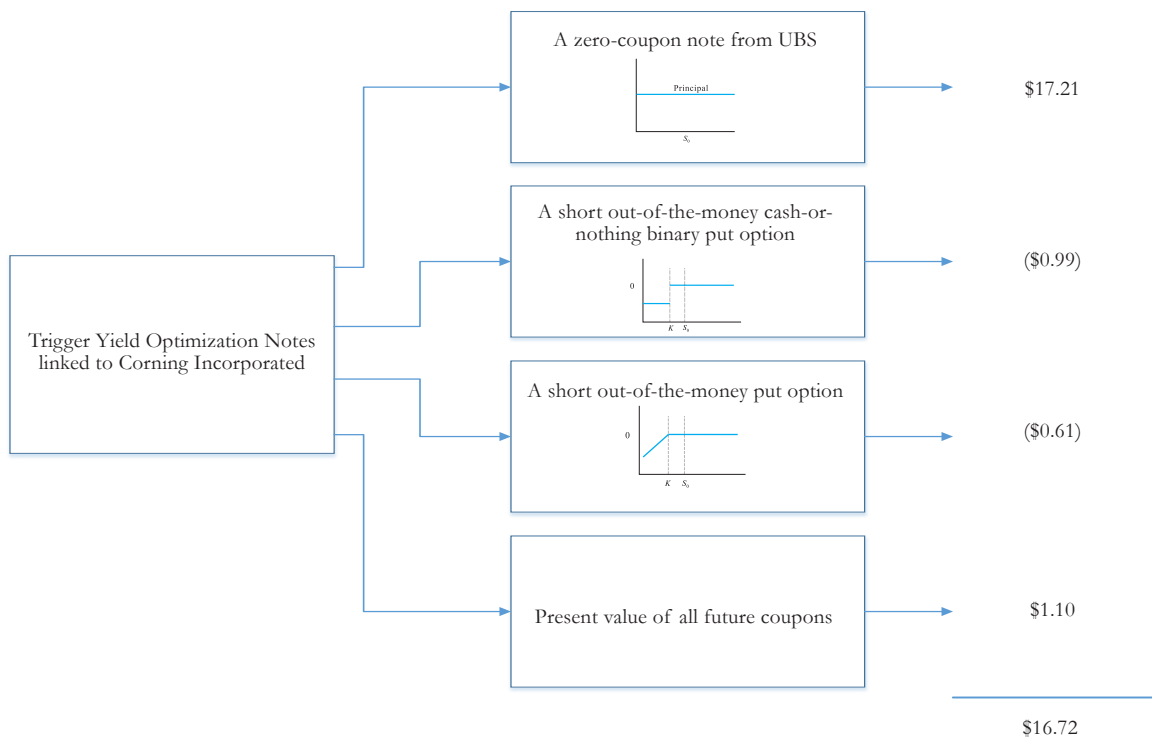 A zero-coupon note from UBS
Principal
S0
$17.21
A short out-of-the-money cash-or-
nothing binary put option
0
K
S0
($0.99)
Trigger Yield Optimization Notes
linked to Corning Incorporated
A short out-of-the-money put option
0
K
S0
($0.61)
Present value of all future coupons
$1.10
$16.72